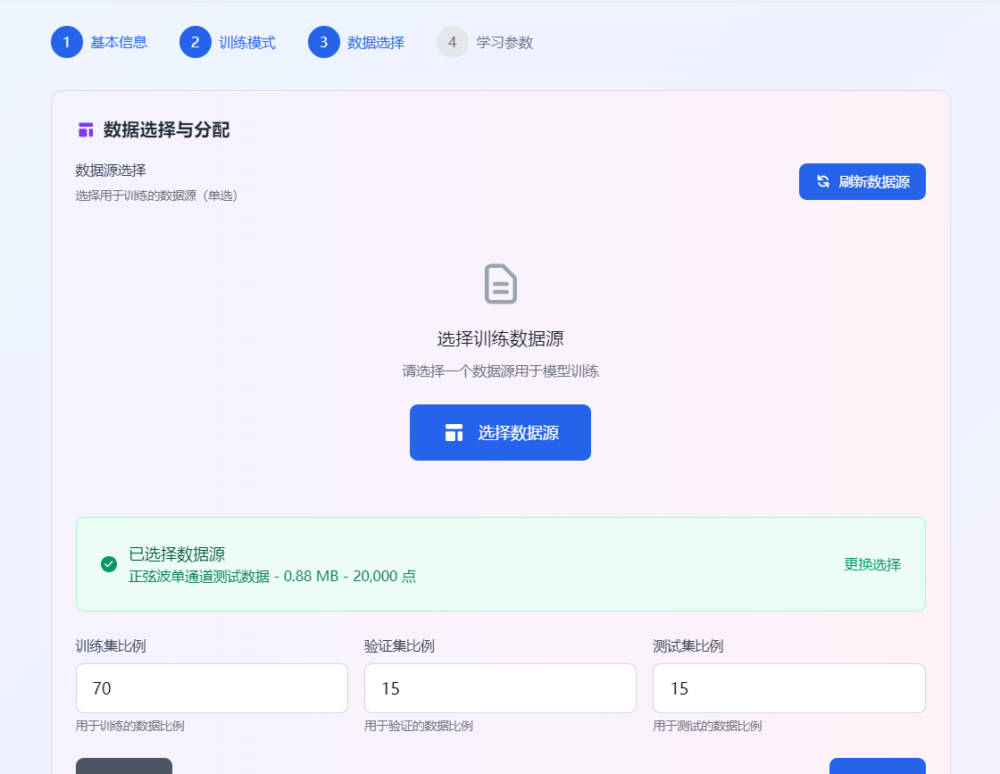 1 基本信息 2 训练模式 3 数据选择 4 学习参数
数据选择与分配
数据源选择
选择用于训练的数据源（单选）
刷新数据源
选择训练数据源
请选择一个数据源用于模型训练
选择数据源
已选择数据源
正弦波单通道测试数据 - 0.88 MB - 20,000 点
更换选择
训练集比例 验证集比例 测试集比例
70 15 15
用于训练的数据比例 用于验证的数据比例 用于测试的数据比例